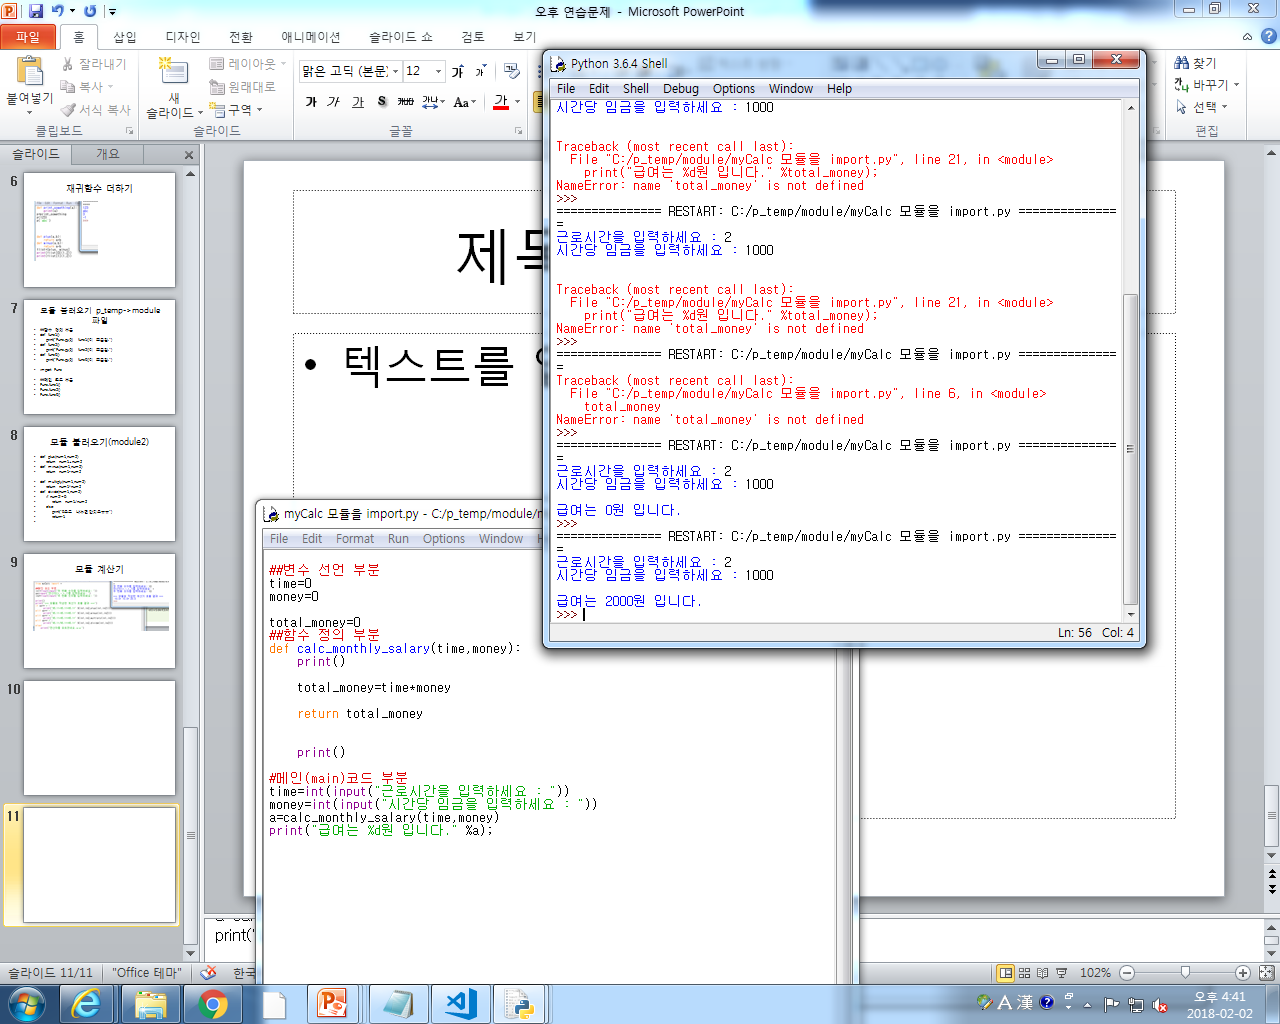 오후 연습문제 - Microsoft PowerPoint
파일 홈 삽입 디자인 전환 애니메이션 슬라이드 쇼 검토 보기
붙여넣기
잘라내기
복사
서식 복사
클립보드
새
슬라이드
레이아웃
원래대로
구역
슬라이드
맑은 고딕 (본문) 12
가 가 가 S 가나 Aa 가
글꼴
찾기
바꾸기
선택
편집
슬라이드 개요
6
재귀함수 더하기
7
모듈 불러오기 p_temp->module
파일
8
모듈 불러오기(module2)
9
모듈 계산기
10
11
텍스트를
print(
Python 3.6.4 Shell
File Edit Shell Debug Options Window Help
시간당 임금을 입력하세요 : 1000
Traceback (most recent call last):
File "C:/p_temp/module/myCalc 모듈을 import.py", line 21, in <module>
print("급여는 %d원 입니다." %total_money);
NameError: name 'total_money' is not defined
>>>
=============== RESTART: C:/p_temp/module/myCalc 모듈을 import.py ==============
=
근로시간을 입력하세요 : 2
시간당 임금을 입력하세요 : 1000
Traceback (most recent call last):
File "C:/p_temp/module/myCalc 모듈을 import.py", line 21, in <module>
print("급여는 %d원 입니다." %total_money);
NameError: name 'total_money' is not defined
>>>
=============== RESTART: C:/p_temp/module/myCalc 모듈을 import.py ==============
=
Traceback (most recent call last):
File "C:/p_temp/module/myCalc 모듈을 import.py", line 6, in <module>
total_money
NameError: name 'total_money' is not defined
>>>
=============== RESTART: C:/p_temp/module/myCalc 모듈을 import.py ==============
=
근로시간을 입력하세요 : 2
시간당 임금을 입력하세요 : 1000
급여는 0원 입니다.
>>>
=============== RESTART: C:/p_temp/module/myCalc 모듈을 import.py ==============
=
근로시간을 입력하세요 : 2
시간당 임금을 입력하세요 : 1000
급여는 2000원 입니다.
>>>
Ln: 56 Col: 4
myCalc 모듈을 import.py - C:/p_temp/module/
File Edit Format Run Options Window
##변수 선언 부분
time=0
money=0
total_money=0
##함수 정의 부분
def calc_monthly_salary(time,money):
print()
total_money=time*money
return total_money
print()
#메인(main)코드 부분
time=int(input("근로시간을 입력하세요 : "))
money=int(input("시간당 임금을 입력하세요 : "))
a=calc_monthly_salary(time,money)
print("급여는 %d원 입니다." %a);
슬라이드 11/11 "Office 테마" 한국
102%
A 漢
오후 4:41
2018-02-02